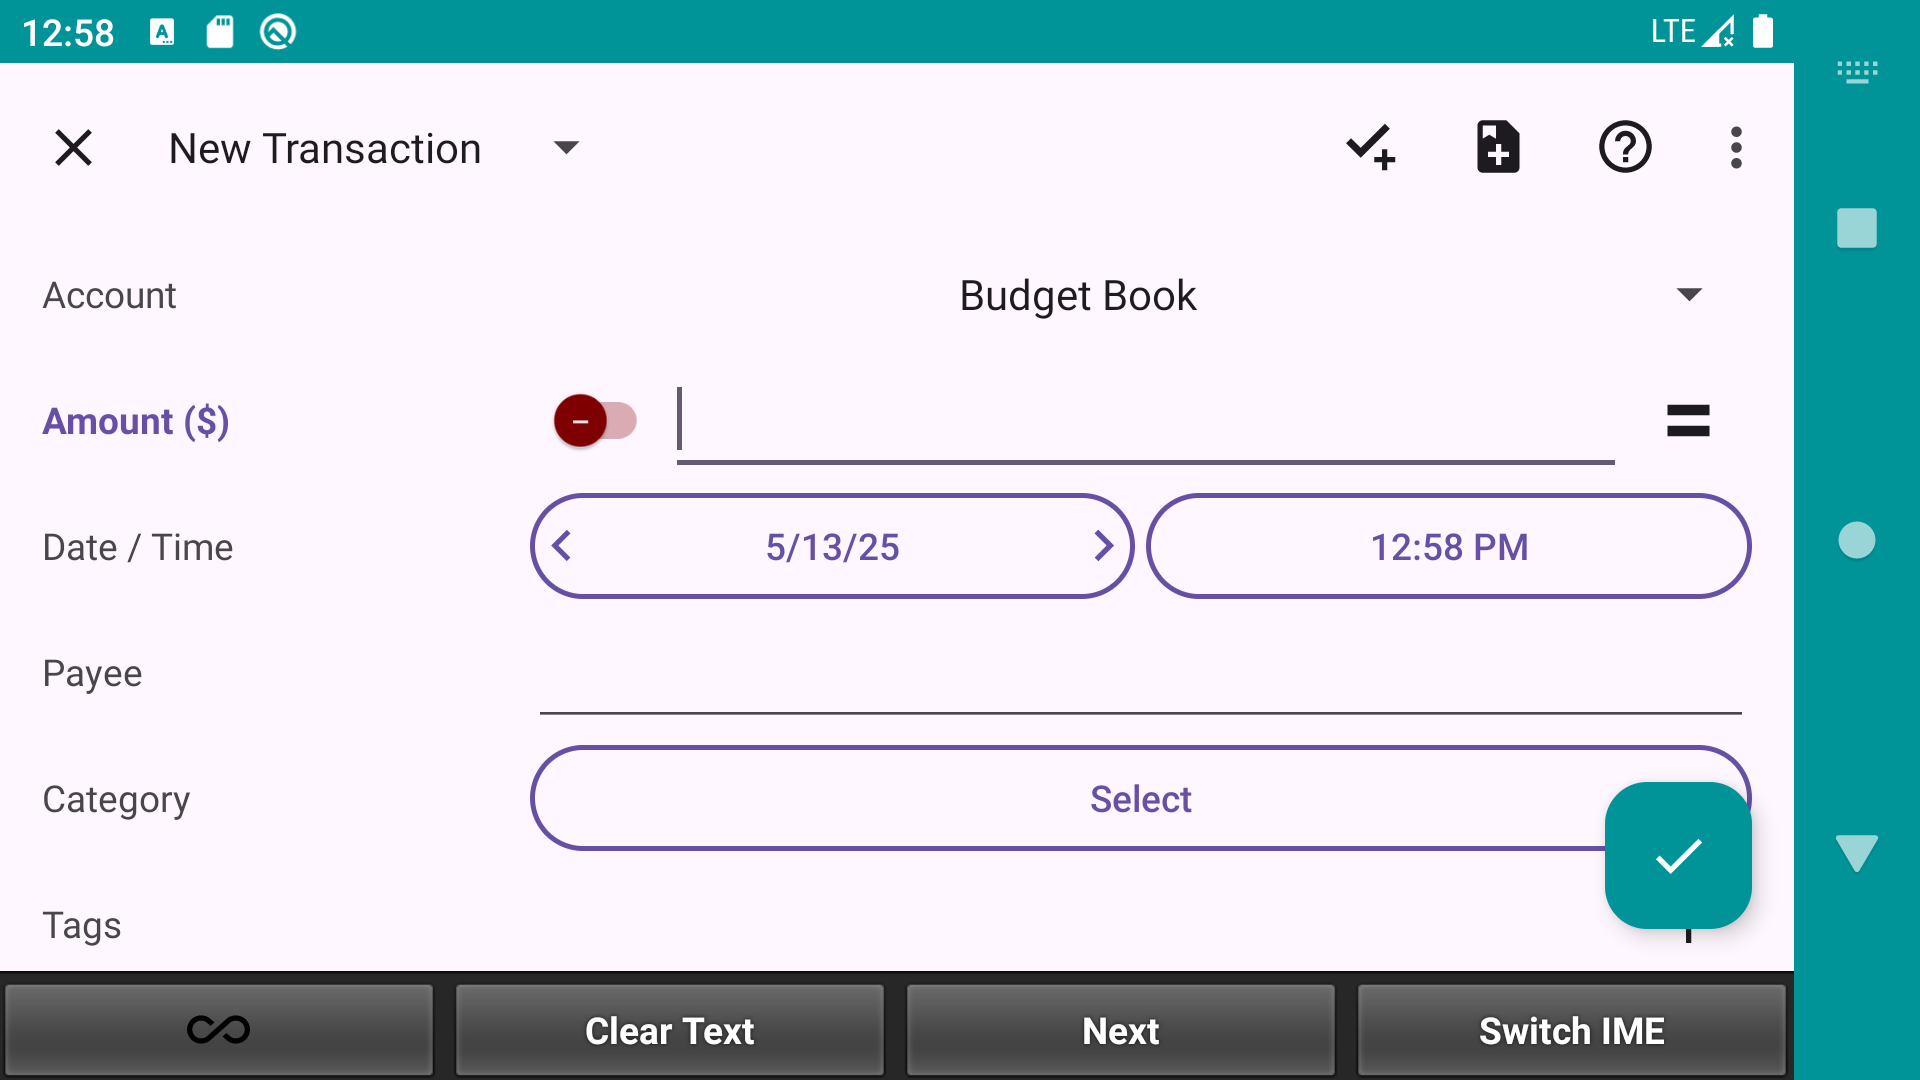 12:58
LTE
New Transaction
Account
Budget Book
Amount ($)
Date / Time
5/13/25
12:58 PM
Payee
Category
Select
Tags
Clear Text
Next
Switch IME